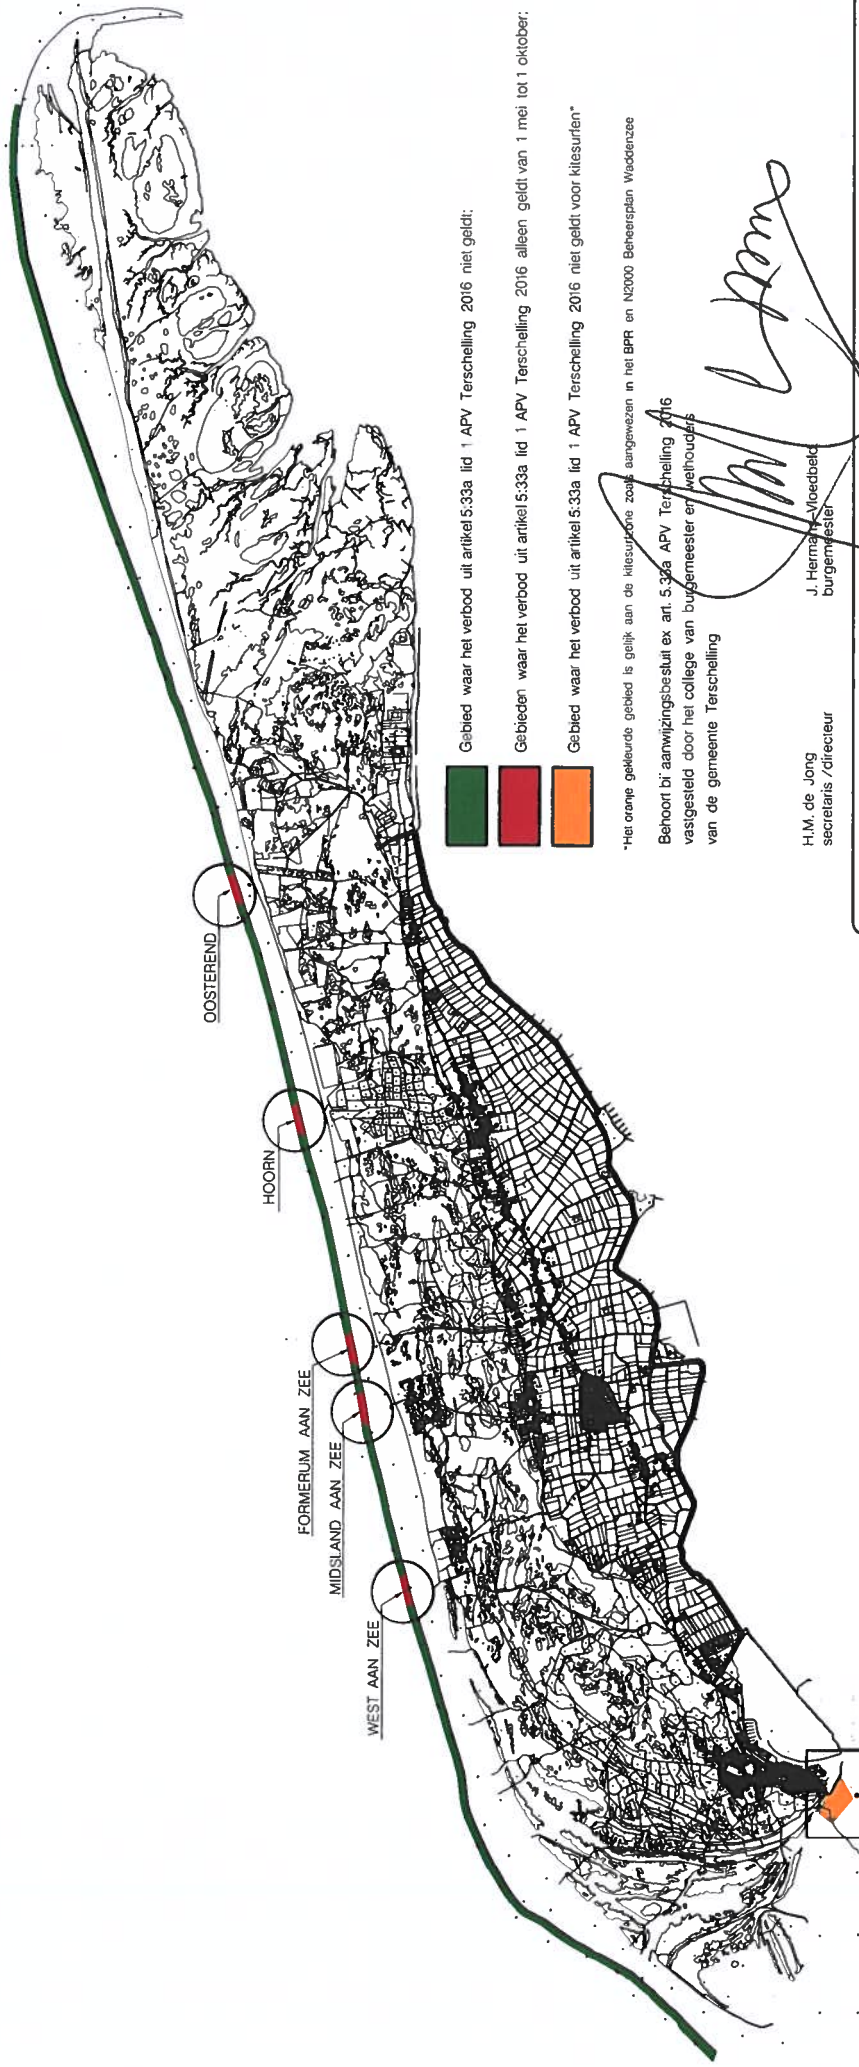 OOSTEREND
HOORN
FORMERUM AAN ZEE
MIDSLAND AAN ZEE
WEST AAN ZEE
Gebied waar het verbod uit artikel 5:33a lid 1 APV Terschelling 2016 niet geldt;
Gebieden waar het verbod uit artikel 5:33a lid 1 APV Terschelling 2016 alleen geldt van 1 mei tot 1 oktober;
Gebied waar het verbod uit artikel 5:33a lid 1 APV Terschelling 2016 niet geldt voor kitesurfen*
*Het oranje gekleurde gebied is gelijk aan de kitesurfzone zoals aangewezen in het BPR en N2000 Beheersplan Waddenzee
Behoort bij aanwijzingsbesluit ex art. 5.33a APV Terschelling 2016
vastgesteld door het college van burgemeester en wethouders
van de gemeente Terschelling
H.M. de Jong
secretaris /directeur
J. Hermans-Vloedbeld
burgemeester